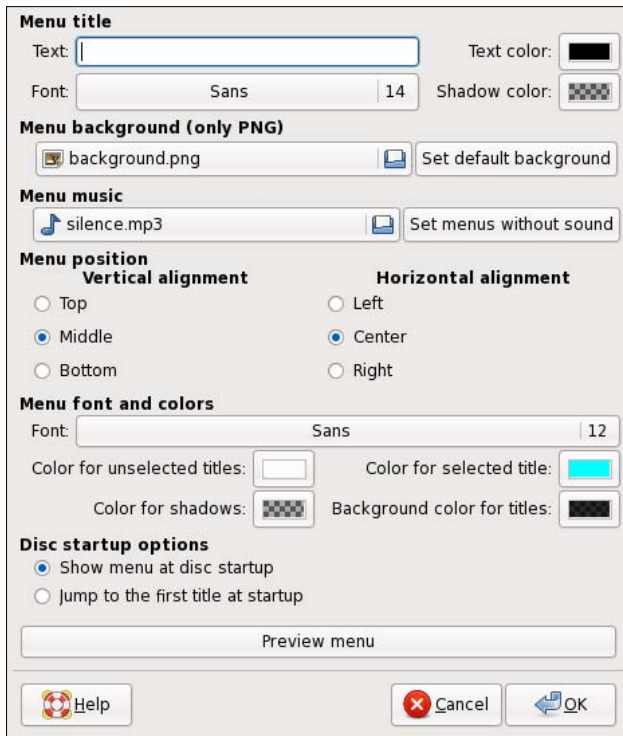 Menu title
Text: Text color:
Font: Sans 14 Shadow color:
Menu background (only PNG)
background.png Set default background
Menu music
silence.mp3 Set menus without sound
Menu position
Vertical alignment Horizontal alignment
Top Left
Middle Center
Bottom Right
Menu font and colors
Font: Sans 12
Color for unselected titles: Color for selected title:
Color for shadows: Background color for titles:
Disc startup options
Show menu at disc startup
Jump to the first title at startup
Preview menu
Help Cancel OK